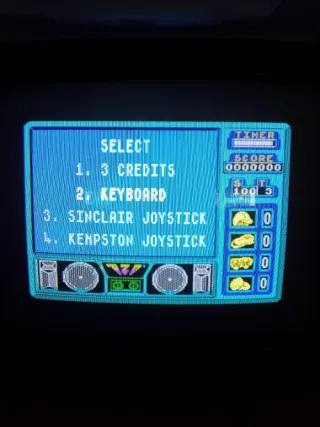 SELECT
1. 3 CREDITS
2. KEYBOARD
3. SINCLAIR JOYSTICK
4. KEMPSTON JOYSTICK
TIMER
SCORE
0000000
100 3
0
0
0
0